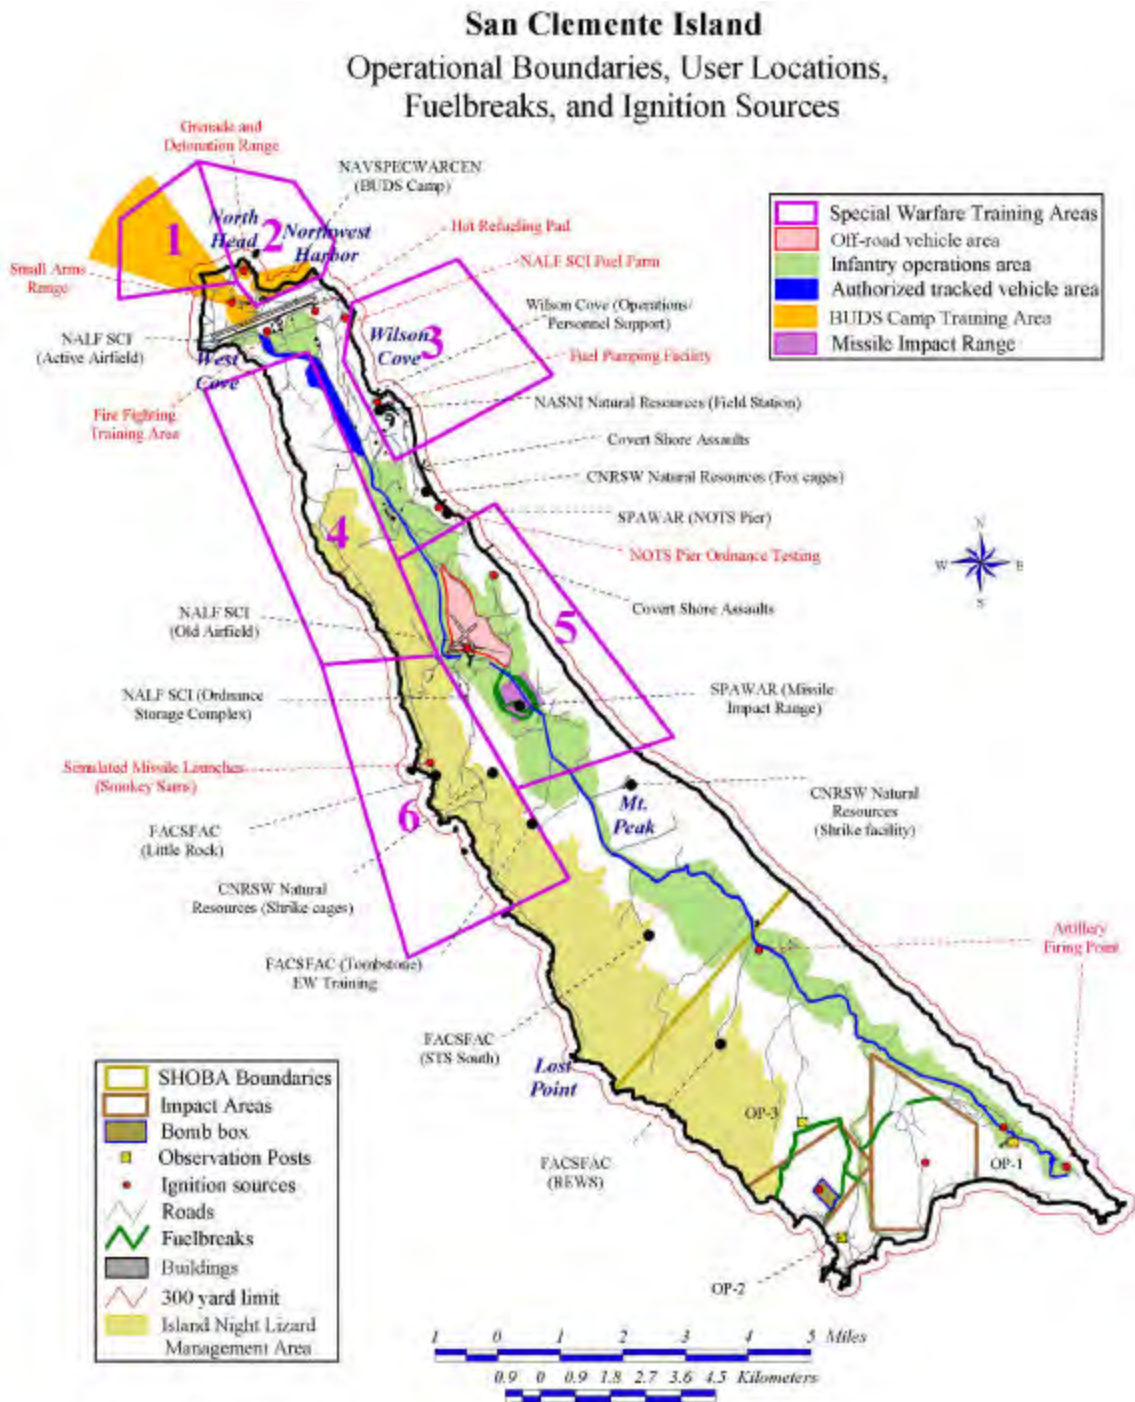 San Clemente Island
Operational Boundaries, User Locations,
Fuelbreaks, and Ignition Sources
Grenade and
Detonation Range
NAVSPECWARCEN
(BUDS Camp)
Special Warfare Training Areas
Off-road vehicle area
Infantry operations area
Authorized tracked vehicle area
BUDS Camp Training Area
Missile Impact Range
1
North
Head
2
Northwest
Harbor
Hot Refueling Pad
NALF SCI Fuel Farm
Small Arms
Range
Wilson Cove (Operations/
Personnel Support)
NALF SCI
(Active Airfield)
West
Cove
Wilson
Cove
3
Fuel Pumping Facility
NASNI Natural Resources (Field Station)
Fire Fighting
Training Area
Covert Shore Assaults
CNRSW Natural Resources (Fox cages)
SPAWAR (NOTS Pier)
4
NOTS Pier Ordnance Testing
N
W
E
S
NALF SCI
(Old Airfield)
5
Covert Shore Assaults
NALF SCI (Ordnance
Storage Complex)
SPAWAR (Missile
Impact Range)
Simulated Missile Launches
(Smokey Sams)
6
Mt.
Peak
CNRSW Natural
Resources
(Shrike facility)
FACSFAC
(Little Rock)
CNRSW Natural
Resources (Shrike cages)
FACSFAC (Tombstone)
EW Training
Artillery
Firing Point
FACSFAC
(STS South)
Lost
Point
OP-3
FACSFAC
(REWS)
OP-1
OP-2
SHOBA Boundaries
Impact Areas
Bomb box
Observation Posts
Ignition sources
Roads
Fuelbreaks
Buildings
300 yard limit
Island Night Lizard
Management Area
1 0 1 2 3 4 5 Miles
0.9 0 0.9 1.8 2.7 3.6 4.5 Kilometers